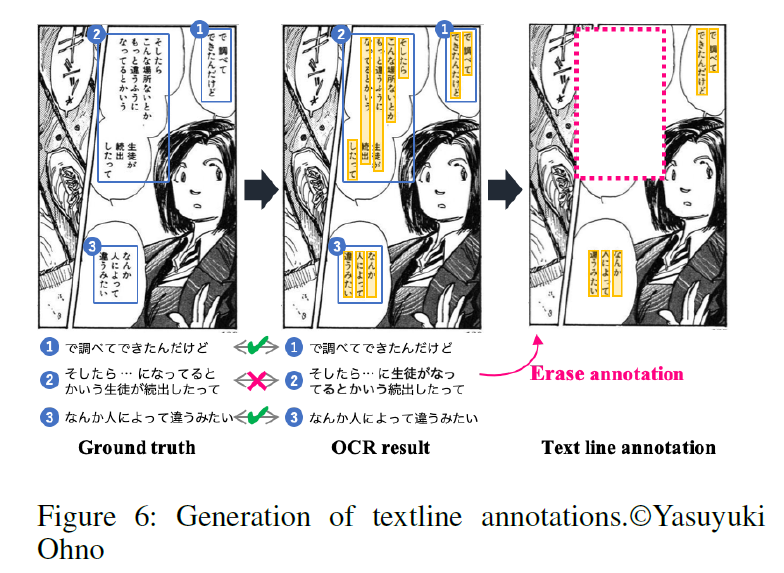 1
で調べて
できたんだけど
2
そしたら
こんな場所ないとか
もっと違うふうに
なってるとかいう
生徒が
続出
したって
3
なんか
人によって
違うみたい
1
で調べて
できたんだけど
2
そしたら
こんな場所ないとか
もっと違うふうに
なってるとかいう
生徒が
続出
したって
3
なんか
人によって
違うみたい
で調べて
できたんだけど
なんか
人によって
違うみたい
1 で調べてできたんだけど
1 で調べてできたんだけど
2 そしたら … になってると
かいう生徒が続出したって
2 そしたら… に生徒がなっ
てるとかいう続出したって
Erase annotation
3 なんか人によって違うみたい
3 なんか人によって違うみたい
Ground truth
OCR result
Text line annotation
Figure 6: Generation of textline annotations.©Yasuyuki
Ohno